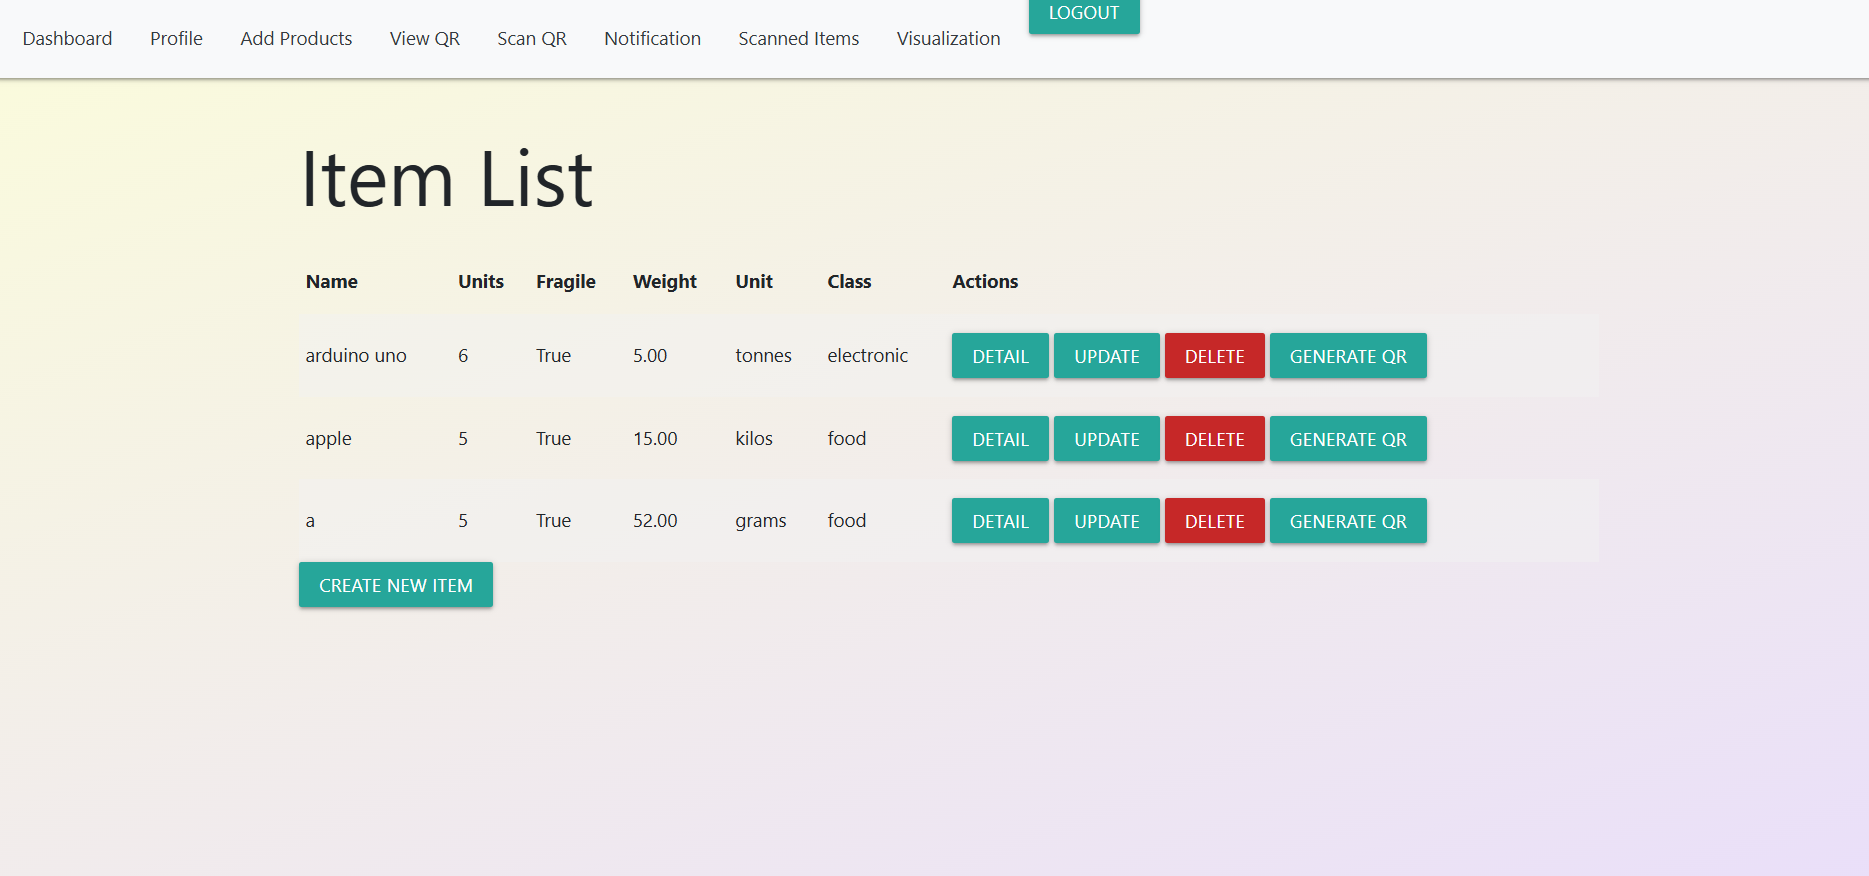 Dashboard Profile Add Products View QR Scan QR Notification Scanned Items Visualization LOGOUT
Item List
Name Units Fragile Weight Unit Class Actions
arduino uno 6 True 5.00 tonnes electronic DETAIL UPDATE DELETE GENERATE QR
apple 5 True 15.00 kilos food DETAIL UPDATE DELETE GENERATE QR
a 5 True 52.00 grams food DETAIL UPDATE DELETE GENERATE QR
CREATE NEW ITEM